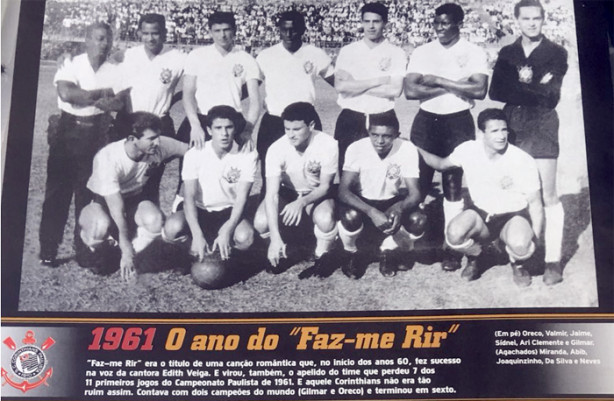 1961 O ano do "Faz-me Rir"
"Faz-me Rir" era o título de uma canção romântica que, no início dos anos 60, fez sucesso
na voz da cantora Edith Veiga. E virou, também, o apelido do time que perdeu 7 dos
11 primeiros jogos do Campeonato Paulista de 1961. E aquele Corinthians não era tão
ruim assim. Contava com dois campeões do mundo (Gilmar e Oreco) e terminou em sexto.
(Em pé) Oreco, Valmir, Jaime,
Sidnei, Ari Clemente e Gilmar.
(Agachados) Miranda, Abib,
Joaquinzinho, Da Silva e Neves